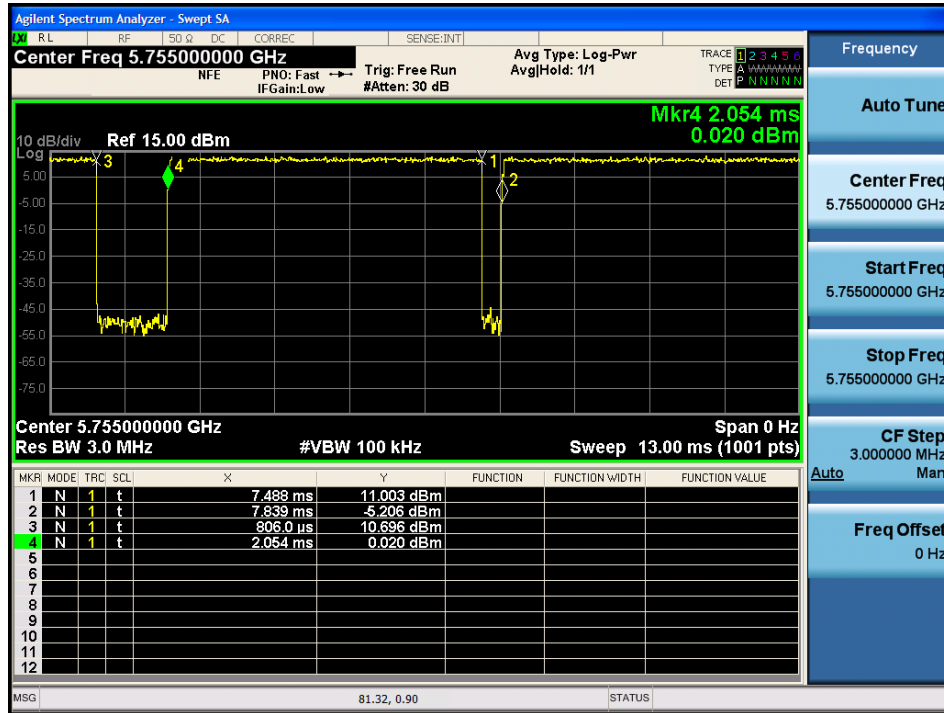 Agilent Spectrum Analyzer - Swept SA
LXI RL RF 50 Ω DC CORREC SENSE:INT
Center Freq 5.755000000 GHz
NFE PNO: Fast IFGain:Low
Trig: Free Run
#Atten: 30 dB
Avg Type: Log-Pwr
Avg|Hold: 1/1
TRACE 1 2 3 4 5 6
TYPE A WWWWW
DET P N N N N N
Mkr4 2.054 ms
0.020 dBm
10 dB/div Ref 15.00 dBm
Log
3 4 1 2
5.00
-5.00
-15.0
-25.0
-35.0
-45.0
-55.0
-65.0
-75.0
Center 5.755000000 GHz Span 0 Hz
Res BW 3.0 MHz #VBW 100 kHz Sweep 13.00 ms (1001 pts)
MKR MODE TRC SCL X Y FUNCTION FUNCTION WIDTH FUNCTION VALUE
1 N 1 t 7.488 ms 11.003 dBm
2 N 1 t 7.839 ms -5.206 dBm
3 N 1 t 806.0 µs 10.696 dBm
4 N 1 t 2.054 ms 0.020 dBm
5
6
7
8
9
10
11
12
MSG 81.32, 0.90 STATUS
Frequency
Auto Tune
Center Freq
5.755000000 GHz
Start Freq
5.755000000 GHz
Stop Freq
5.755000000 GHz
CF Step
3.000000 MHz
Auto Man
Freq Offset
0 Hz